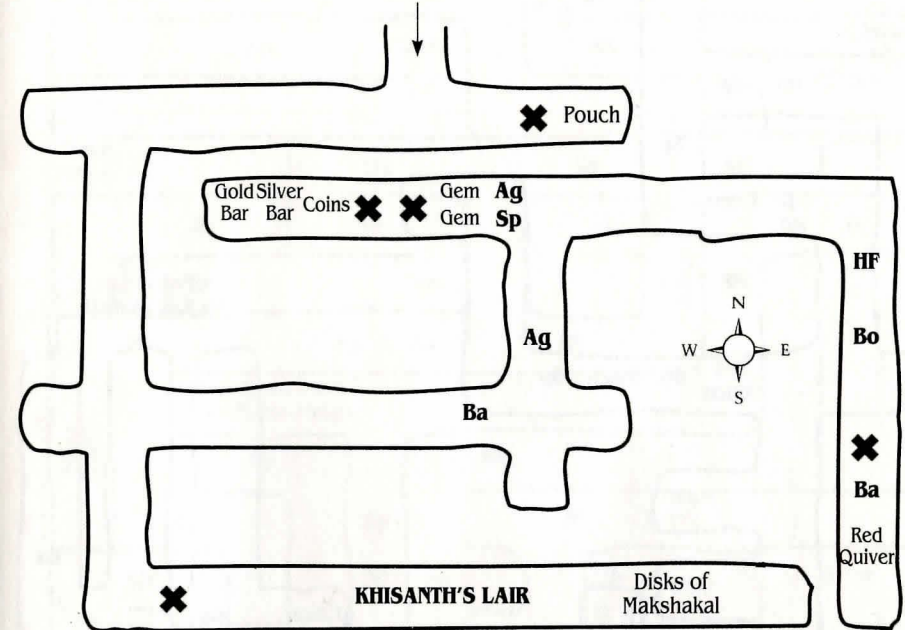 Pouch
Gold Silver Coins Gem Ag
Bar Bar Gem Sp
HF
N
Ag W E Bo
S
Ba
Ba
Red
Quiver
KHISANTH'S LAIR Disks of
Makshakal